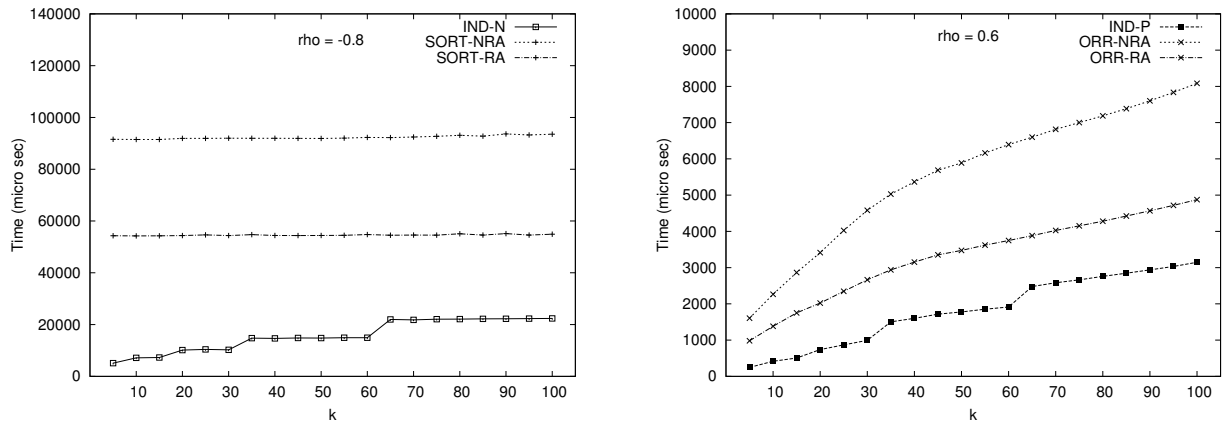 140000
120000
100000
80000
60000
40000
20000
0
Time (micro sec)
10 20 30 40 50 60 70 80 90 100
k
rho = -0.8
IND-N
SORT-NRA
SORT-RA
10000
9000
8000
7000
6000
5000
4000
3000
2000
1000
0
Time (micro sec)
10 20 30 40 50 60 70 80 90 100
k
rho = 0.6
IND-P
ORR-NRA
ORR-RA